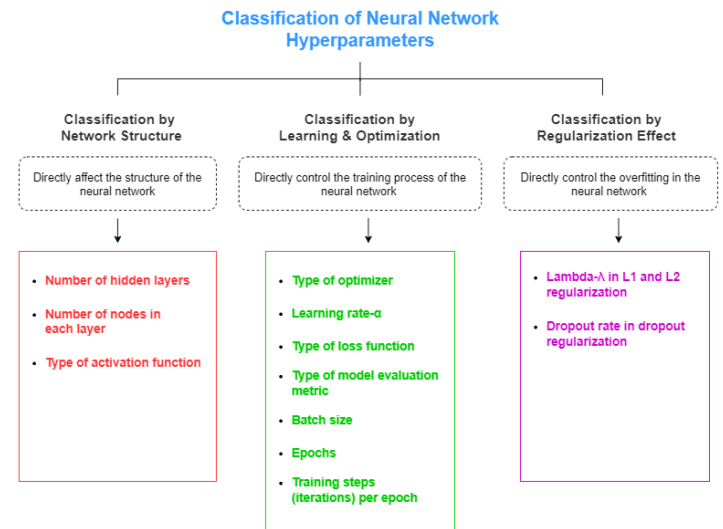 Classification of Neural Network
Hyperparameters
Classification by
Network Structure
Directly affect the structure of the
neural network
• Number of hidden layers
• Number of nodes in
each layer
• Type of activation function
Classification by
Learning & Optimization
Directly control the training process of the
neural network
• Type of optimizer
• Learning rate-α
• Type of loss function
• Type of model evaluation
metric
• Batch size
• Epochs
• Training steps
(iterations) per epoch
Classification by
Regularization Effect
Directly control the overfitting in the
neural network
• Lambda-λ in L1 and L2
regularization
• Dropout rate in dropout
regularization